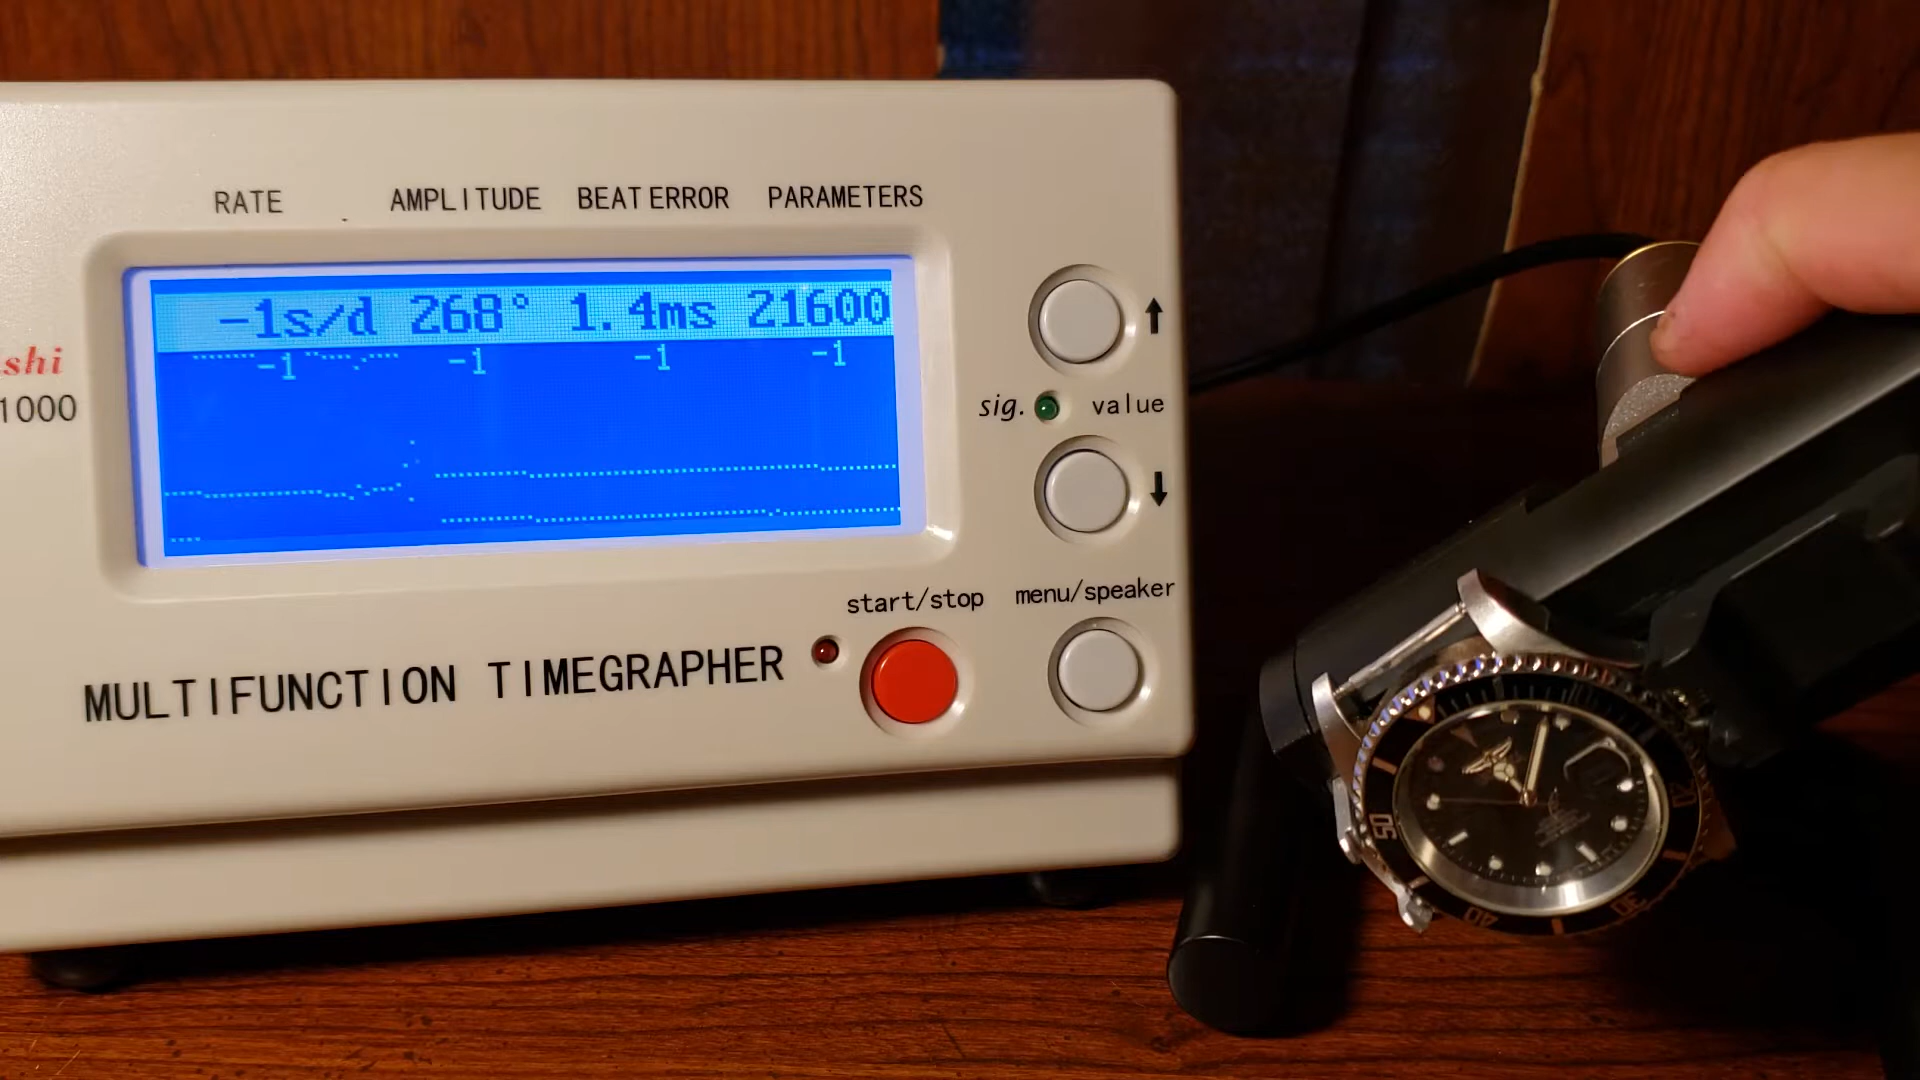 RATE AMPLITUDE BEAT ERROR PARAMETERS
-1s/d 268° 1.4ms 21600
-1 -1 -1 -1
shi
1000
sig. value
start/stop menu/speaker
MULTIFUNCTION TIMEGRAPHER
20
50
40
30